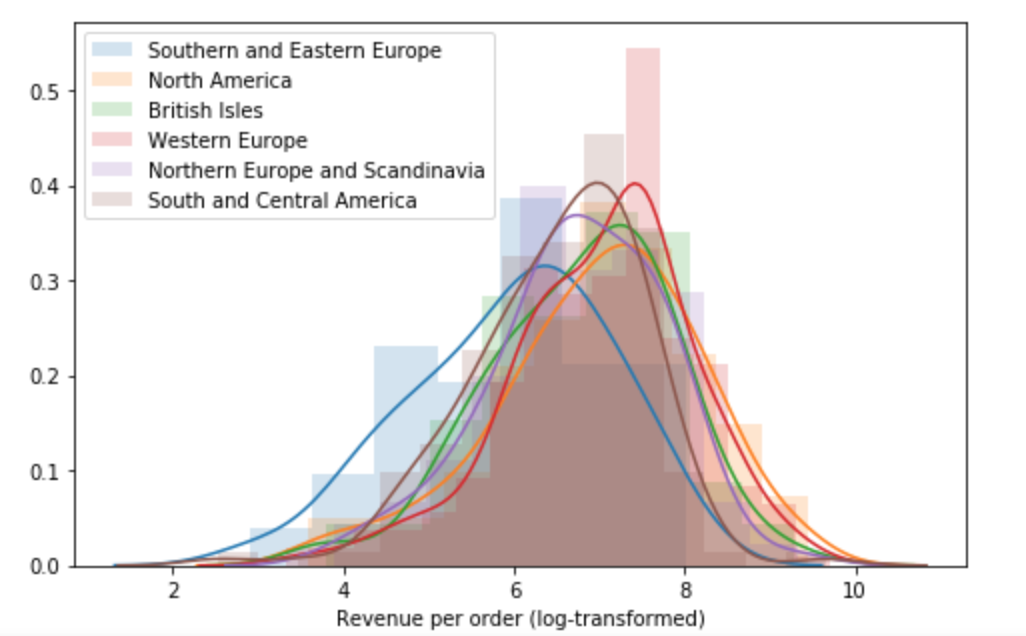 Southern and Eastern Europe
North America
British Isles
Western Europe
Northern Europe and Scandinavia
South and Central America
0.5
0.4
0.3
0.2
0.1
0.0
2 4 6 8 10
Revenue per order (log-transformed)